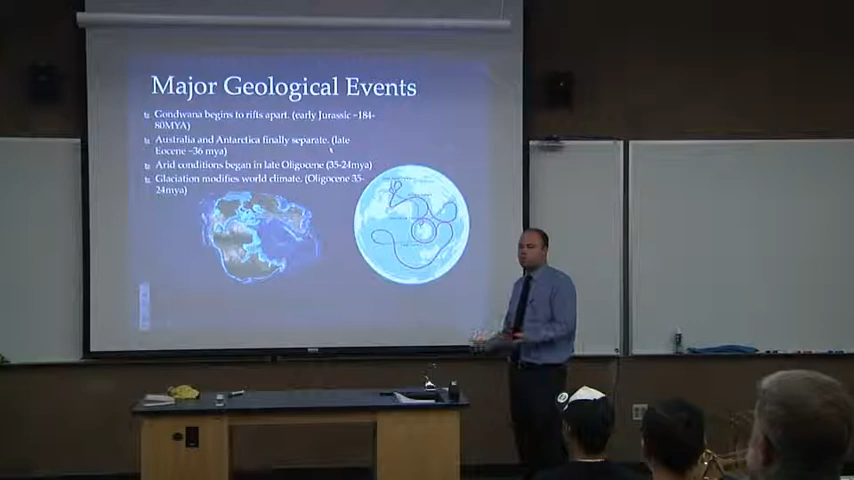 Major Geological Events
Gondwana begins to rifts apart. (early Jurassic ~184-
80MYA)
Australia and Antarctica finally separate. (late
Eocene ~36 mya)
Arid conditions began in late Oligocene (35-24mya)
Glaciation modifies world climate. (Oligocene 35-
24mya)